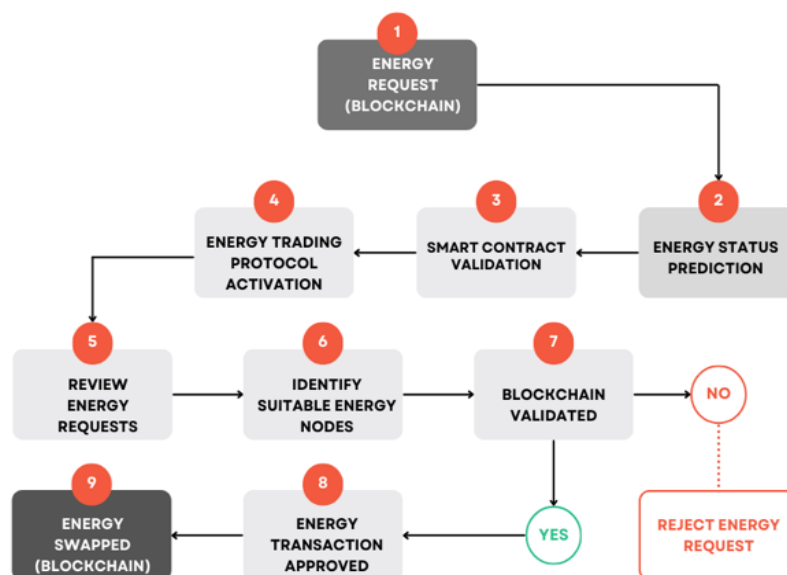 1
ENERGY
REQUEST
(BLOCKCHAIN)
2
ENERGY STATUS
PREDICTION
3
SMART CONTRACT
VALIDATION
4
ENERGY TRADING
PROTOCOL
ACTIVATION
5
REVIEW
ENERGY
REQUESTS
6
IDENTIFY
SUITABLE ENERGY
NODES
7
BLOCKCHAIN
VALIDATED
NO
REJECT ENERGY
REQUEST
YES
8
ENERGY
TRANSACTION
APPROVED
9
ENERGY
SWAPPED
(BLOCKCHAIN)